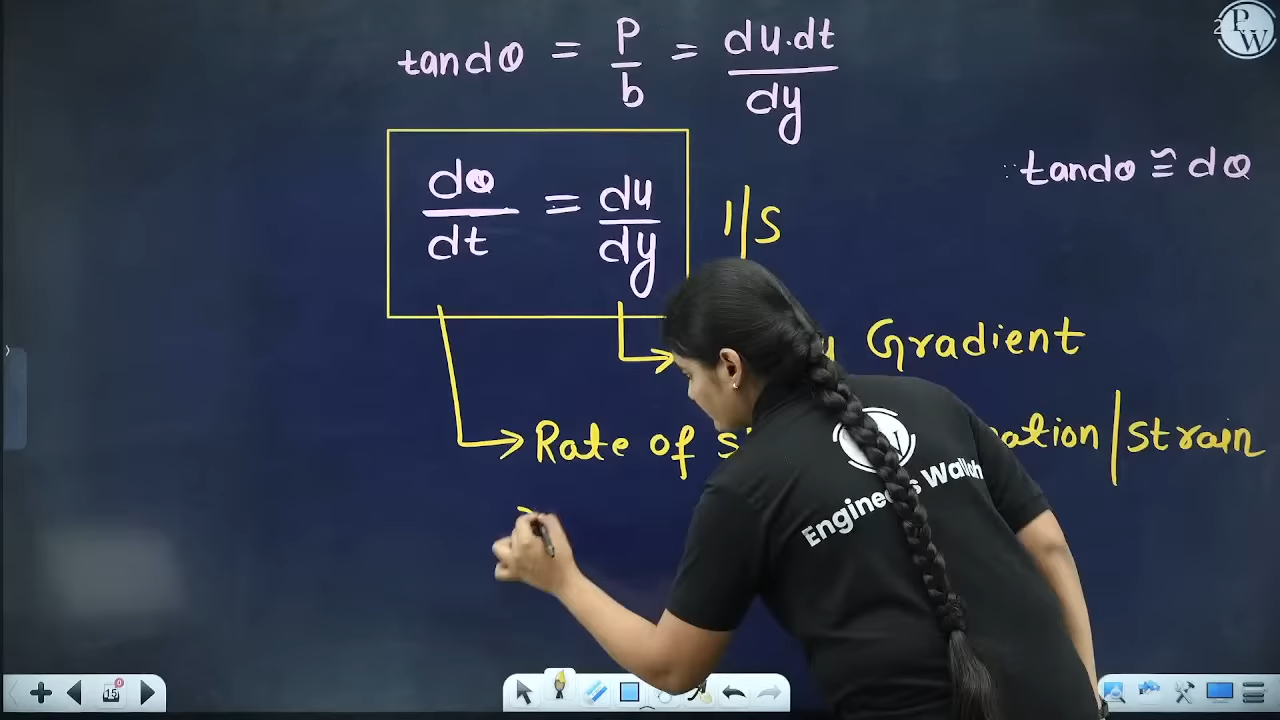 tandθ = P/b = du.dt/dy
∵ tandθ ≅ dθ
dθ/dt = du/dy 1/s
Gradient
Rate of ation/strain
PW
Engineers Wallah
15